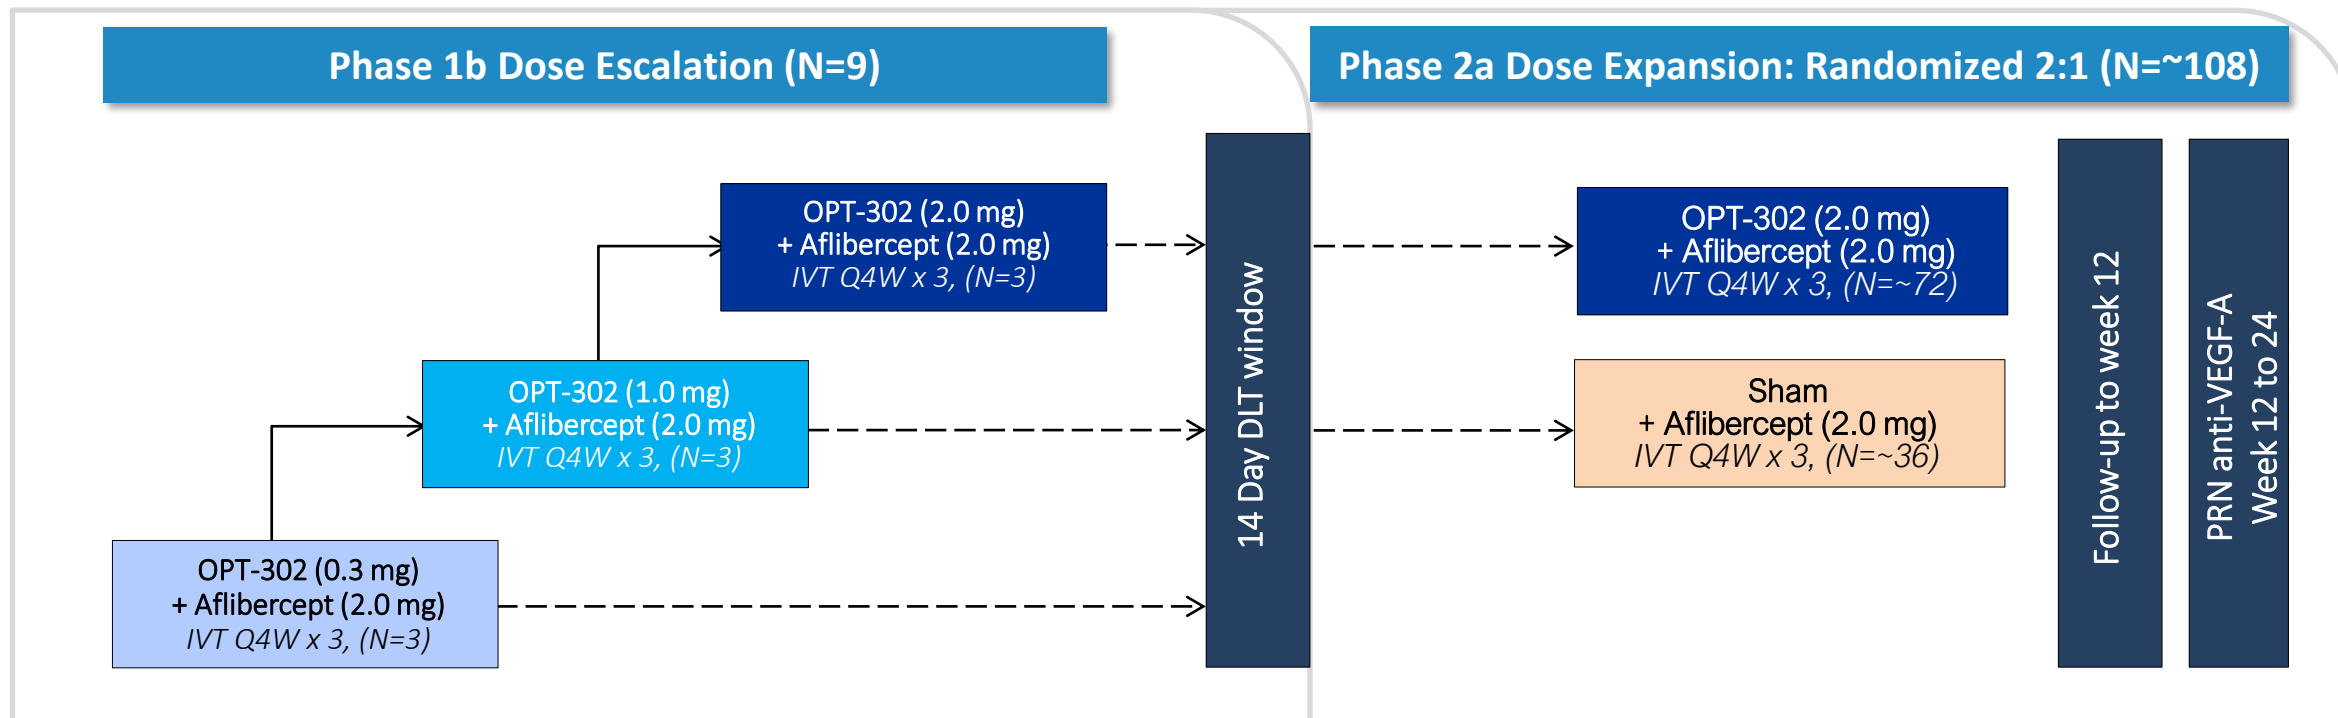 Phase 1b Dose Escalation (N=9)
Phase 2a Dose Expansion: Randomized 2:1 (N=~108)
OPT-302 (2.0 mg)
+ Aflibercept (2.0 mg)
IVT Q4W x 3, (N=3)
OPT-302 (1.0 mg)
+ Aflibercept (2.0 mg)
IVT Q4W x 3, (N=3)
OPT-302 (0.3 mg)
+ Aflibercept (2.0 mg)
IVT Q4W x 3, (N=3)
14 Day DLT window
OPT-302 (2.0 mg)
+ Aflibercept (2.0 mg)
IVT Q4W x 3, (N=~72)
Sham
+ Aflibercept (2.0 mg)
IVT Q4W x 3, (N=~36)
Follow-up to week 12
PRN anti-VEGF-A
Week 12 to 24